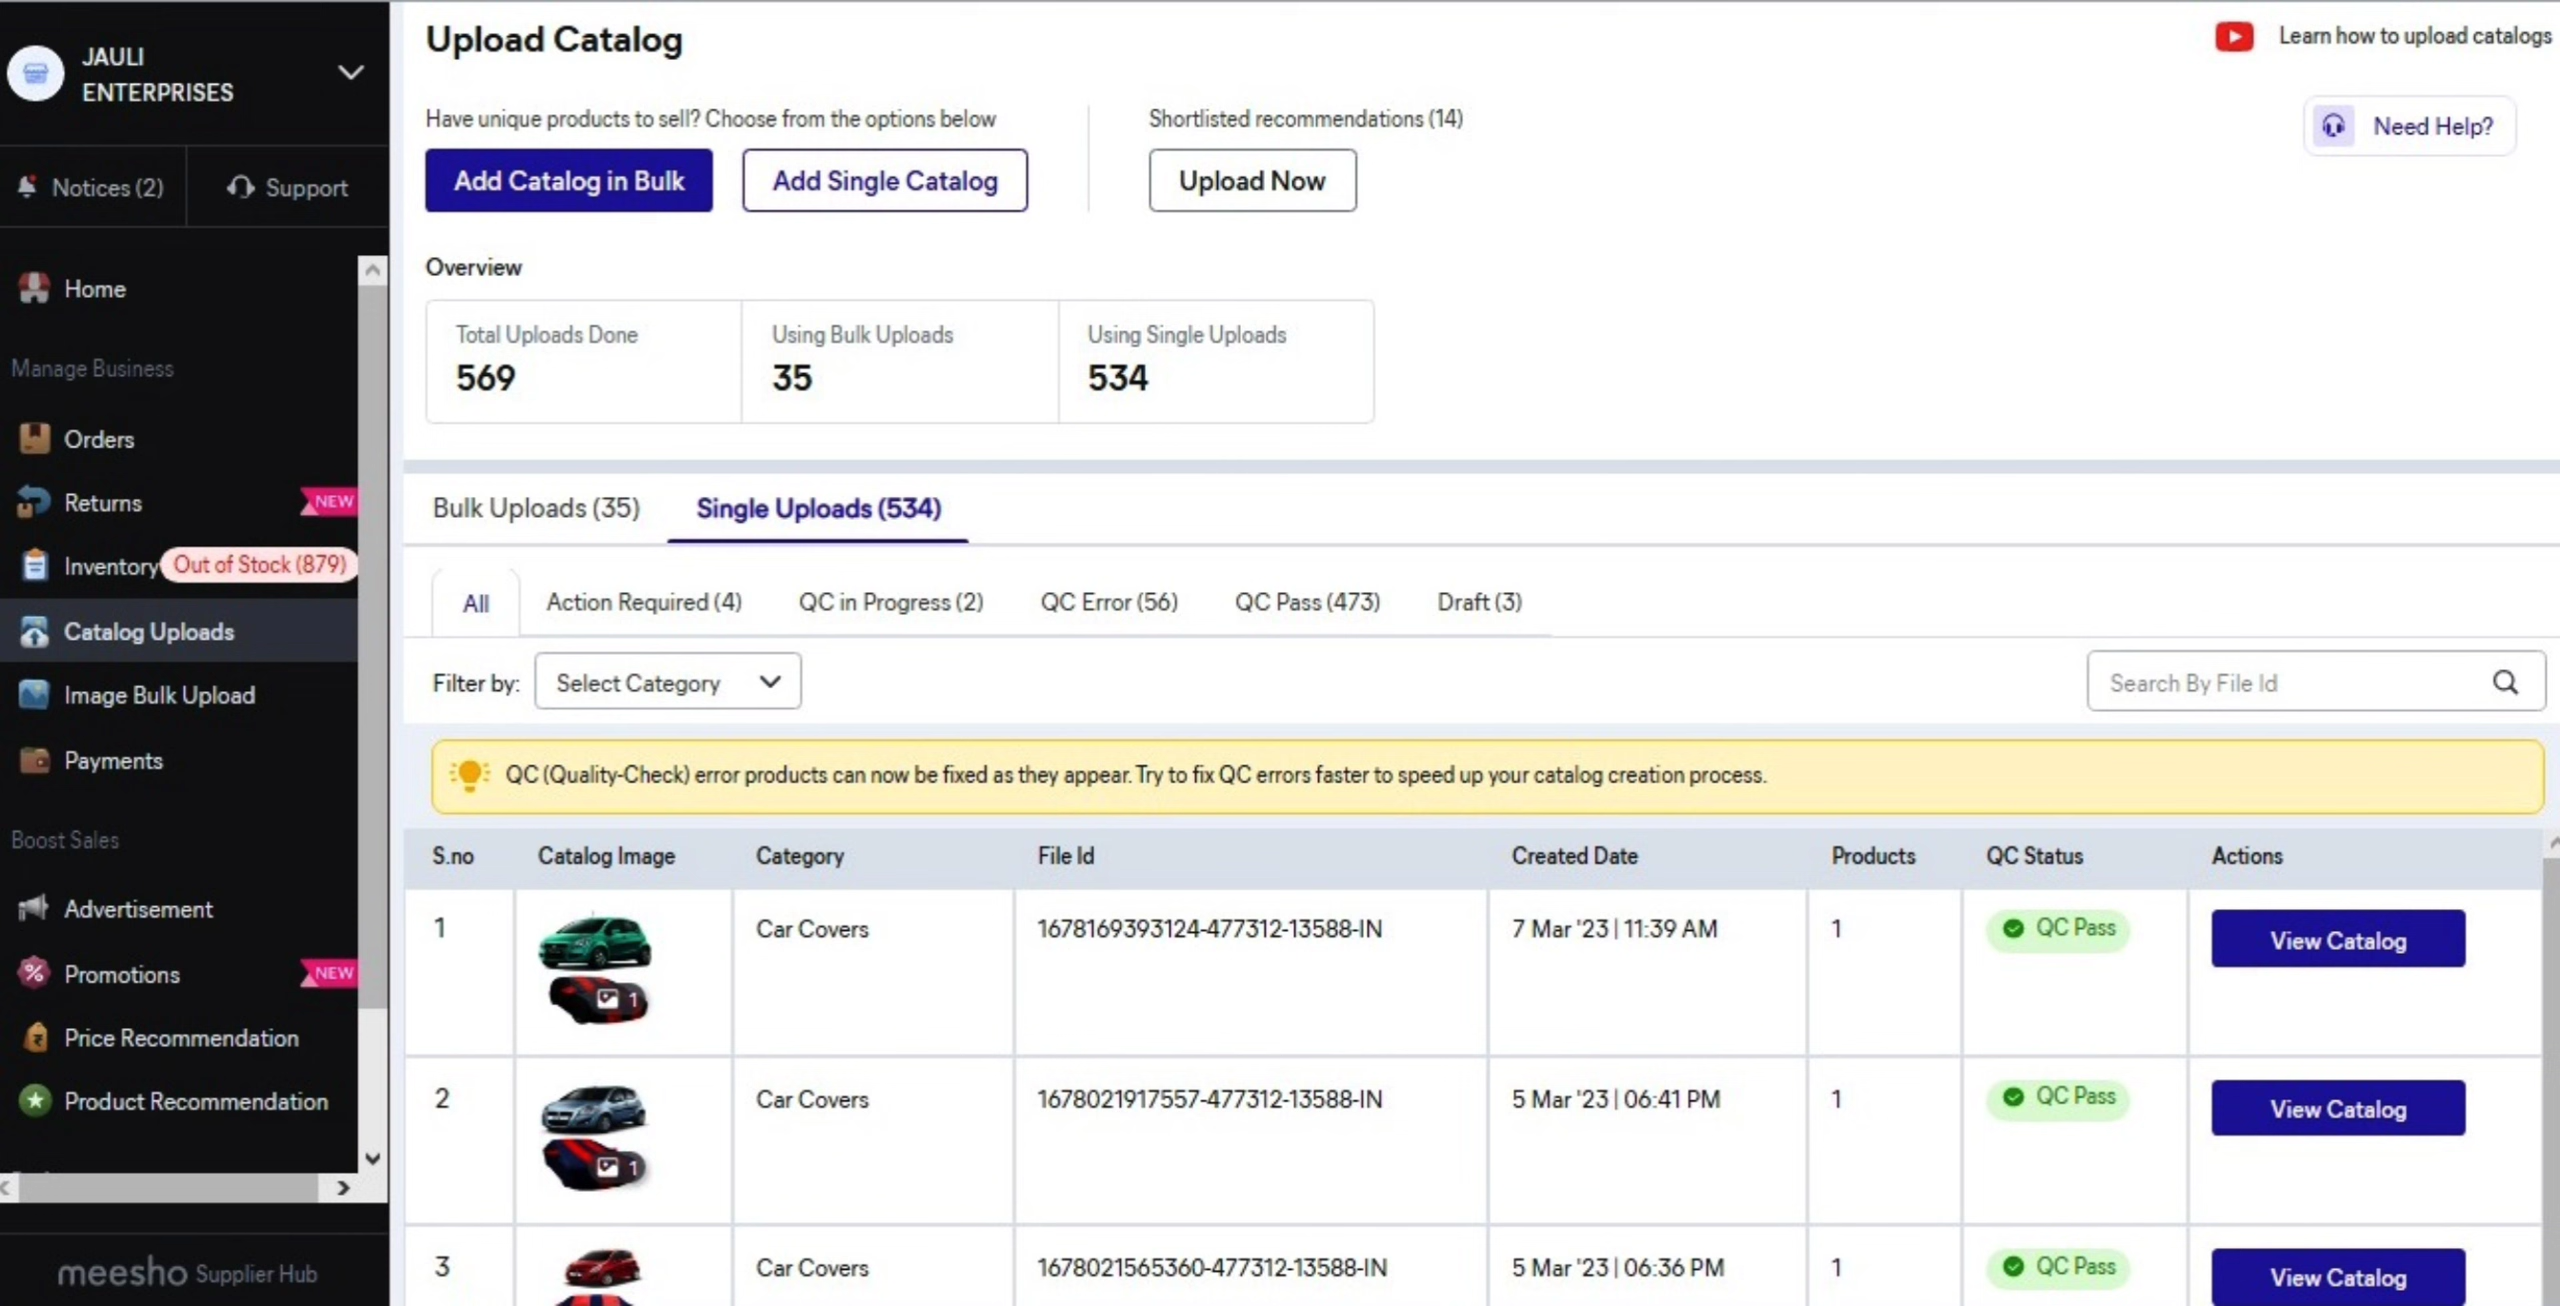 JAULI
ENTERPRISES
Notices (2)
Support
Home
Manage Business
Orders
Returns
NEW
Inventory
Out of Stock (879)
Catalog Uploads
Image Bulk Upload
Payments
Boost Sales
Advertisement
Promotions
NEW
Price Recommendation
Product Recommendation
meesho Supplier Hub
Upload Catalog
Learn how to upload catalogs
Need Help?
Have unique products to sell? Choose from the options below
Add Catalog in Bulk
Add Single Catalog
Shortlisted recommendations (14)
Upload Now
Overview
Total Uploads Done
569
Using Bulk Uploads
35
Using Single Uploads
534
Bulk Uploads (35)
Single Uploads (534)
All
Action Required (4)
QC in Progress (2)
QC Error (56)
QC Pass (473)
Draft (3)
Filter by:
Select Category
Search By File Id
QC (Quality-Check) error products can now be fixed as they appear. Try to fix QC errors faster to speed up your catalog creation process.
S.no Catalog Image Category File Id Created Date Products QC Status Actions
1 Car Covers 1678169393124-477312-13588-IN 7 Mar '23 | 11:39 AM 1 QC Pass View Catalog
1
2 Car Covers 1678021917557-477312-13588-IN 5 Mar '23 | 06:41 PM 1 QC Pass View Catalog
1
3 Car Covers 1678021565360-477312-13588-IN 5 Mar '23 | 06:36 PM 1 QC Pass View Catalog